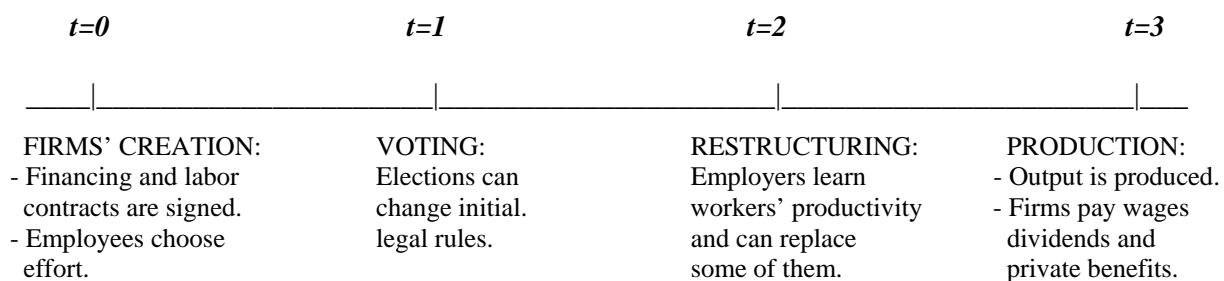 t=0 t=1 t=2 t=3
FIRMS' CREATION: VOTING: RESTRUCTURING: PRODUCTION:
- Financing and labor Elections can Employers learn - Output is produced.
contracts are signed. change initial. workers' productivity - Firms pay wages
- Employees choose legal rules. and can replace dividends and
effort. some of them. private benefits.